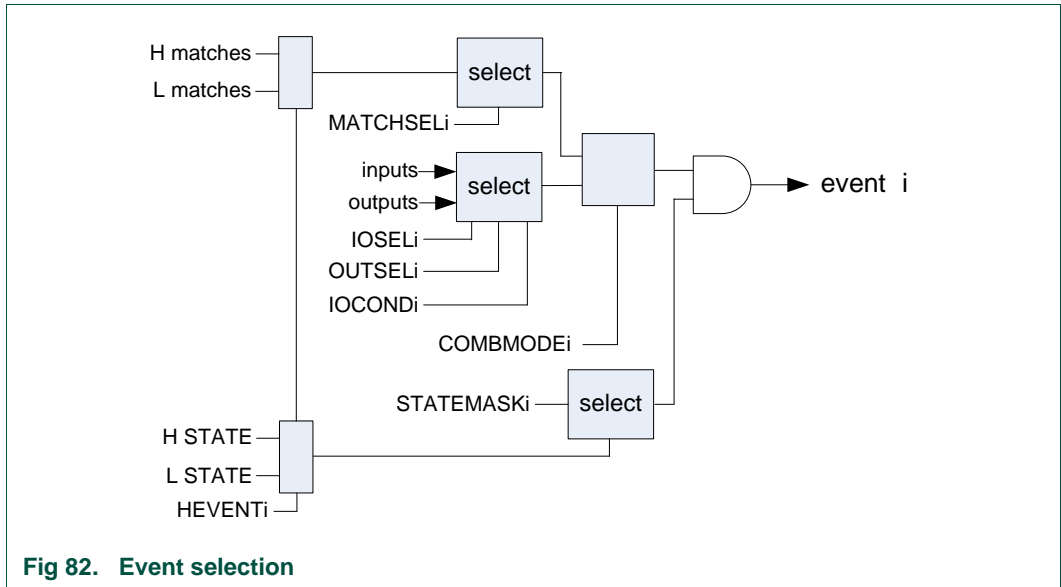 H matches
L matches
select
MATCHSELi
inputs
outputs
select
IOSELi
OUTSELi
IOCONDi
event i
COMBMODEi
STATEMASKi
select
H STATE
L STATE
HEVENTi
Fig 82. Event selection